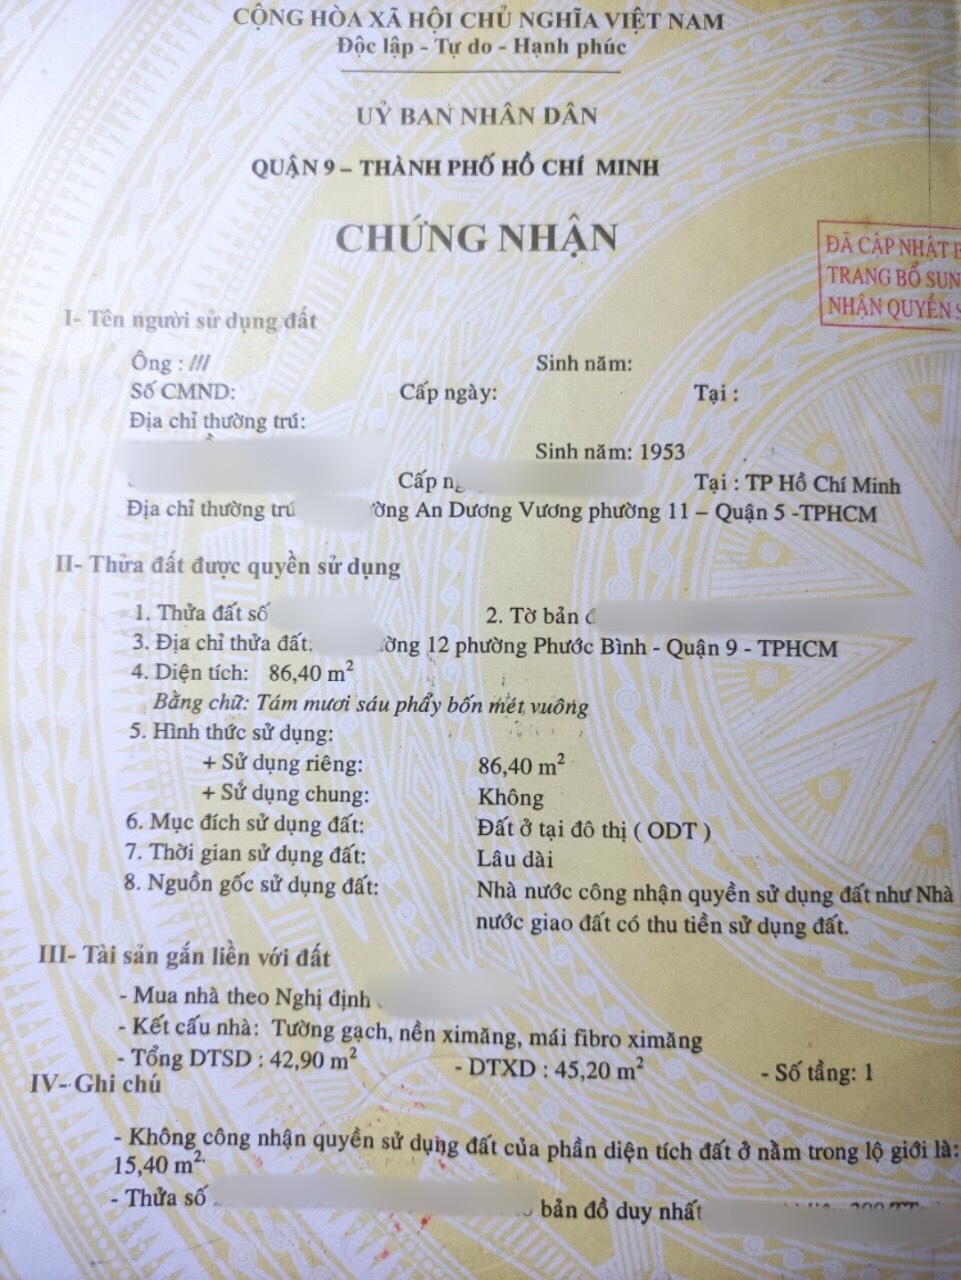 CỘNG HÒA XÃ HỘI CHỦ NGHĨA VIỆT NAM
Độc lập - Tự do - Hạnh phúc
UỶ BAN NHÂN DÂN
QUẬN 9 – THÀNH PHỐ HỒ CHÍ MINH
CHỨNG NHẬN
ĐÃ CẬP NHẬT
TRANG BỔ
NHẬN QUYỀN
I- Tên người sử dụng đất
Ông : /// Sinh năm:
Số CMND: Cấp ngày: Tại :
Địa chỉ thường trú:
Sinh năm: 1953
Cấp Tại : TP Hồ Chí Minh
Địa chỉ thường trú An Dương Vương phường 11 – Quận 5 -TPHCM
II- Thửa đất được quyền sử dụng
1. Thửa đất số 2. Tờ bản
3. Địa chỉ thửa đất: 12 phường Phước Bình - Quận 9 - TPHCM
4. Diện tích: 86,40 m²
Bằng chữ: Tám mươi sáu phẩy bốn mét vuông
5. Hình thức sử dụng:
+ Sử dụng riêng: 86,40 m²
+ Sử dụng chung: Không
6. Mục đích sử dụng đất: Đất ở tại đô thị ( ODT )
7. Thời gian sử dụng đất: Lâu dài
8. Nguồn gốc sử dụng đất: Nhà nước công nhận quyền sử dụng đất như Nhà
nước giao đất có thu tiền sử dụng đất.
III- Tài sản gắn liền với đất
- Mua nhà theo Nghị định
- Kết cấu nhà: Tường gạch, nền ximăng, mái fibro ximăng
- Tổng DTSD : 42,90 m² - DTXD : 45,20 m² - Số tầng: 1
IV- Ghi chú
- Không công nhận quyền sử dụng đất của phần diện tích đất ở nằm trong lộ giới là:
15,40 m².
- Thửa số bản đồ duy nhất